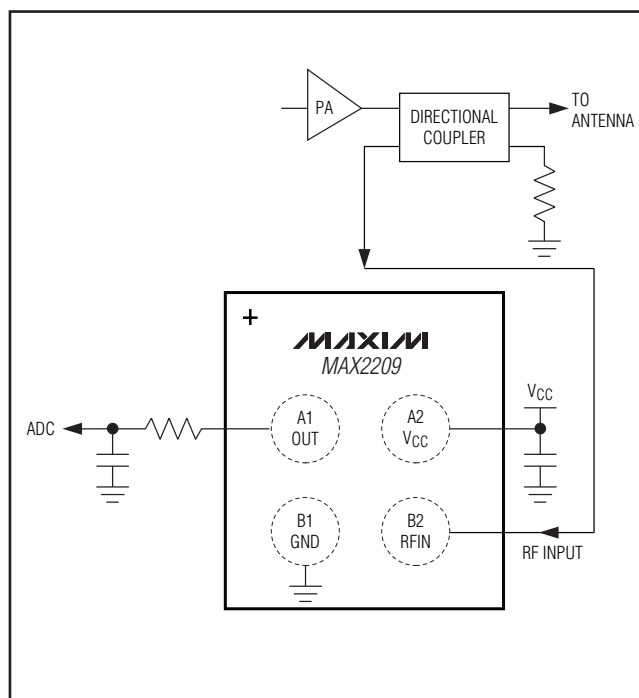 PA
DIRECTIONAL
COUPLER
TO
ANTENNA
+
MAXIM
MAX2209
ADC
A1
OUT
A2
VCC
VCC
B1
GND
B2
RFIN
RF INPUT